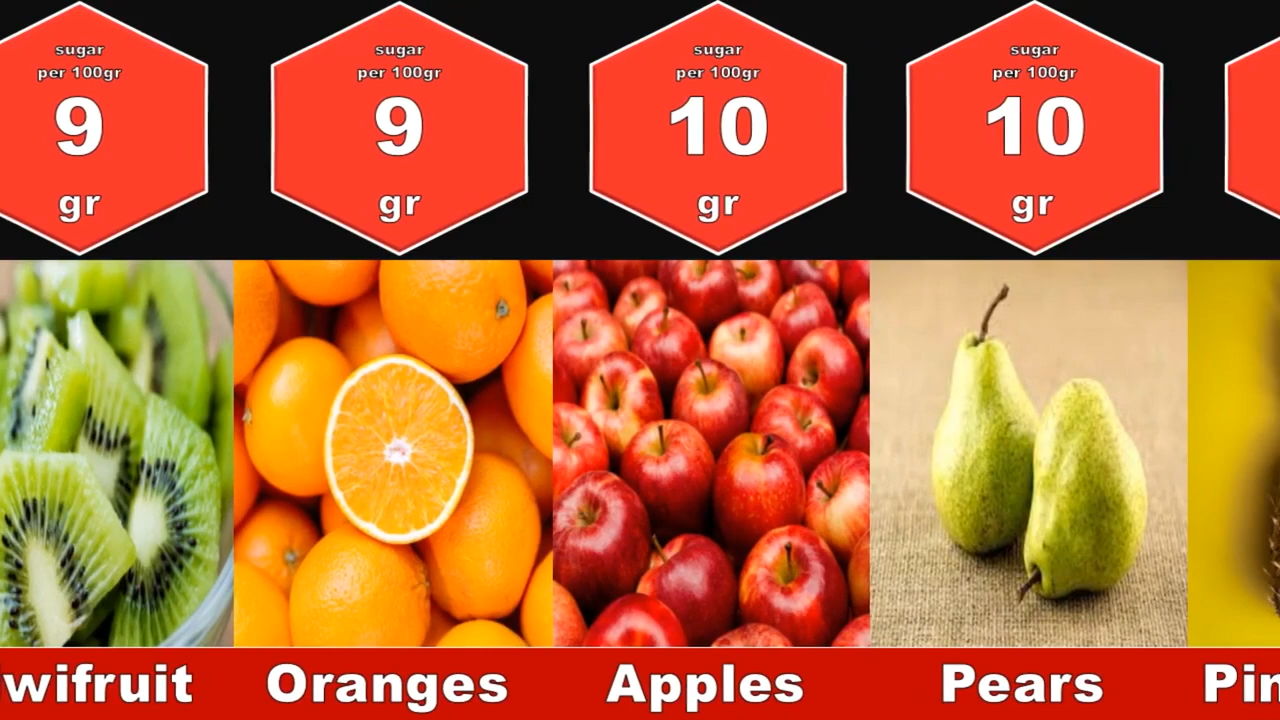 sugar
per 100gr
9
gr
sugar
per 100gr
9
gr
sugar
per 100gr
10
gr
sugar
per 100gr
10
gr
wifruit
Oranges
Apples
Pears
Pin